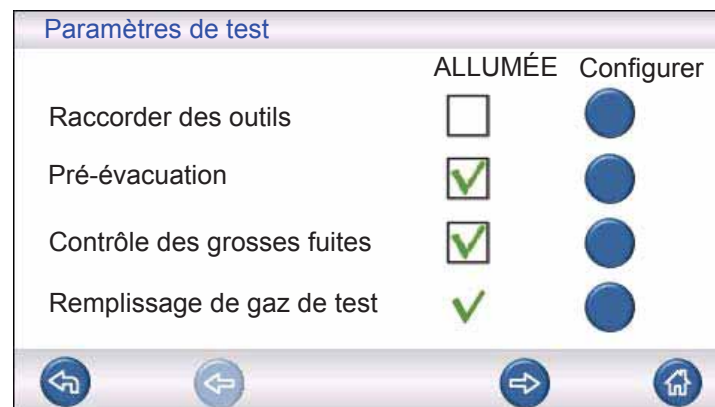 Paramètres de test
ALLUMÉE Configurer
Raccorder des outils
Pré-évacuation
Contrôle des grosses fuites
Remplissage de gaz de test